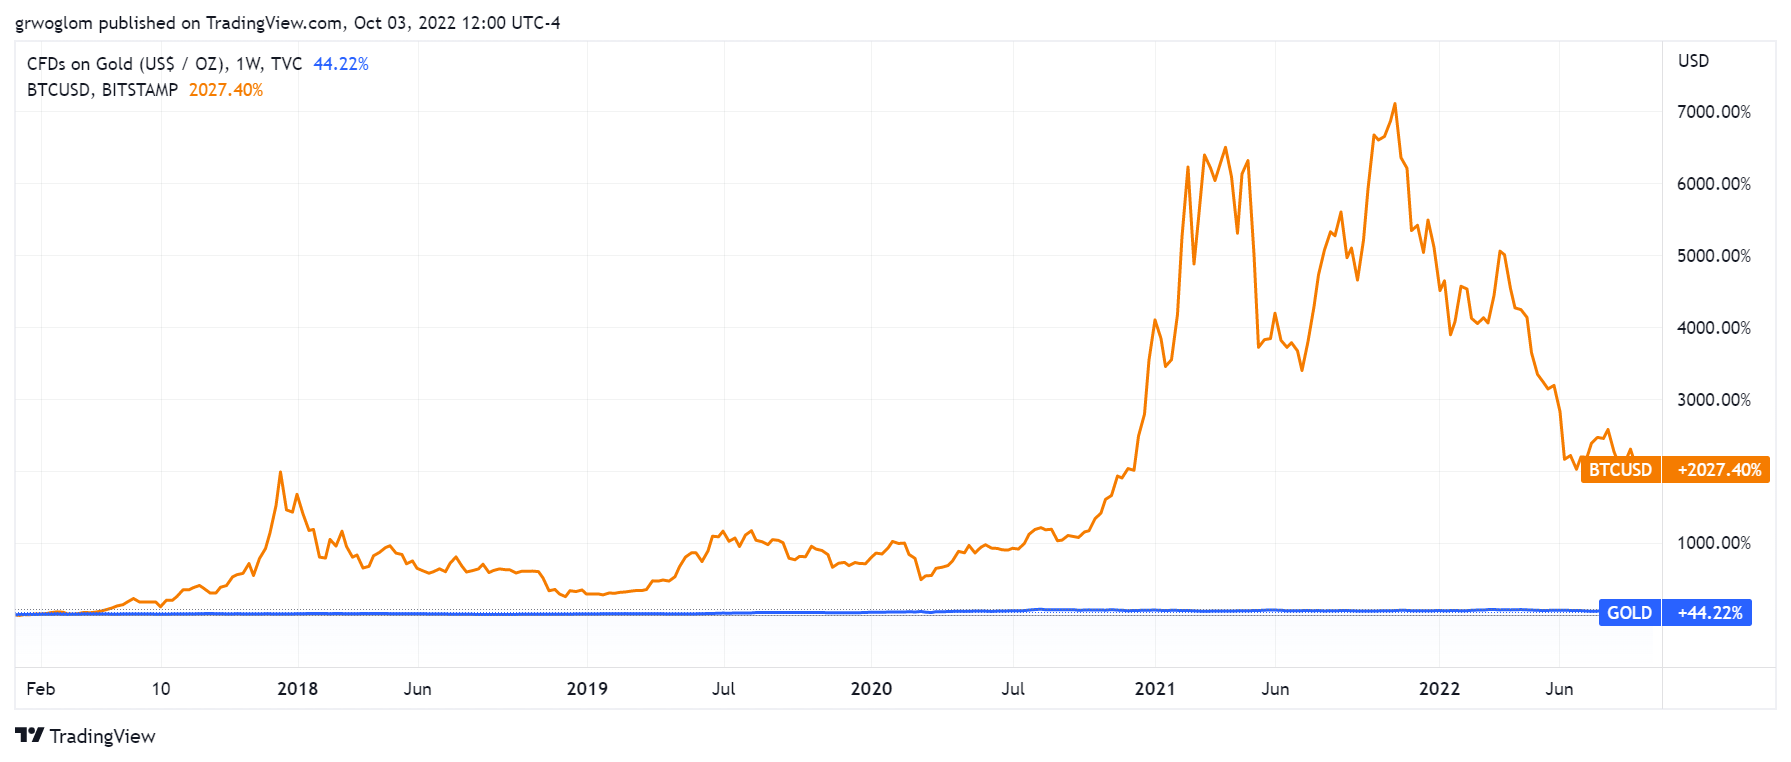 grwoglom published on TradingView.com, Oct 03, 2022 12:00 UTC-4
CFDs on Gold (US$ / OZ), 1W, TVC 44.22%
BTCUSD, BITSTAMP 2027.40%
USD
7000.00%
6000.00%
5000.00%
4000.00%
3000.00%
BTCUSD +2027.40%
1000.00%
GOLD +44.22%
Feb 10 2018 Jun 2019 Jul 2020 Jul 2021 Jun 2022 Jun
TradingView